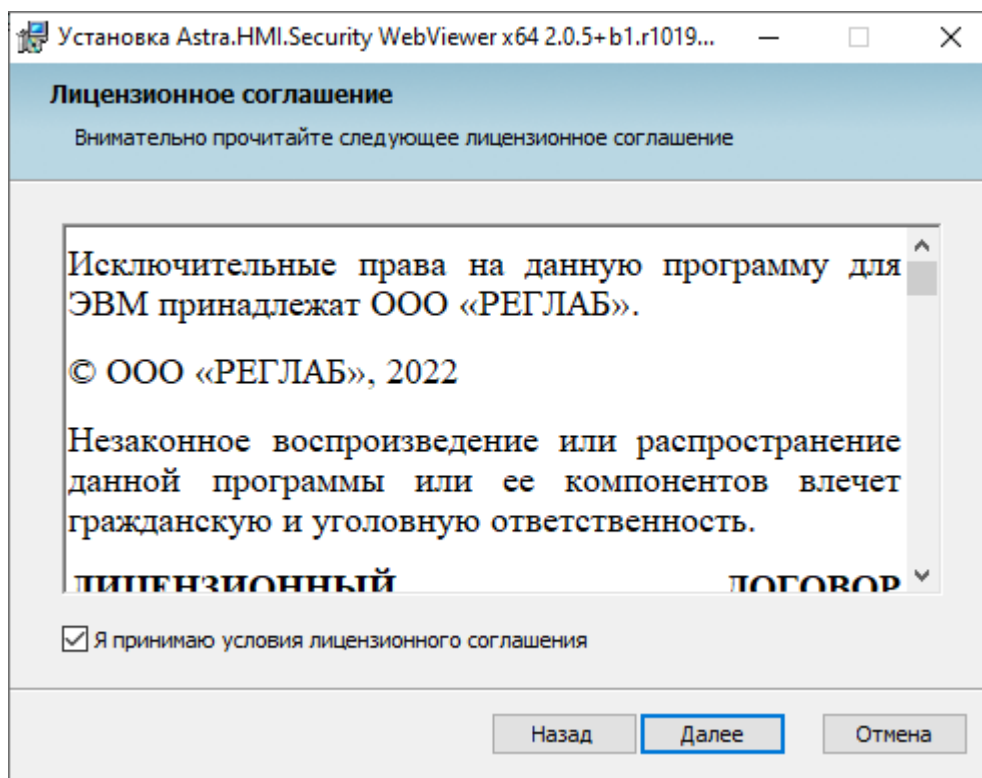 Установка Astra.HMI.Security WebViewer x64 2.0.5+b1.r1019...
Лицензионное соглашение
Внимательно прочитайте следующее лицензионное соглашение
Исключительные права на данную программу для
ЭВМ принадлежат ООО «РЕГЛАБ».
© ООО «РЕГЛАБ», 2022
Незаконное воспроизведение или распространение
данной программы или ее компонентов влечет
гражданскую и уголовную ответственность.
ЛИЦЕНЗИОННЫЙ ДОГОВОР
Я принимаю условия лицензионного соглашения
Назад Далее Отмена